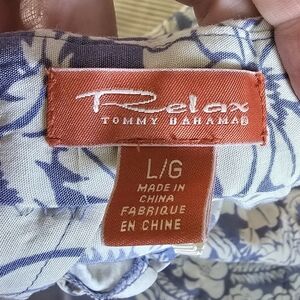 Relax
TOMMY BAHAMA®
L/G
MADE IN
CHINA
FABRIQUE
EN CHINE